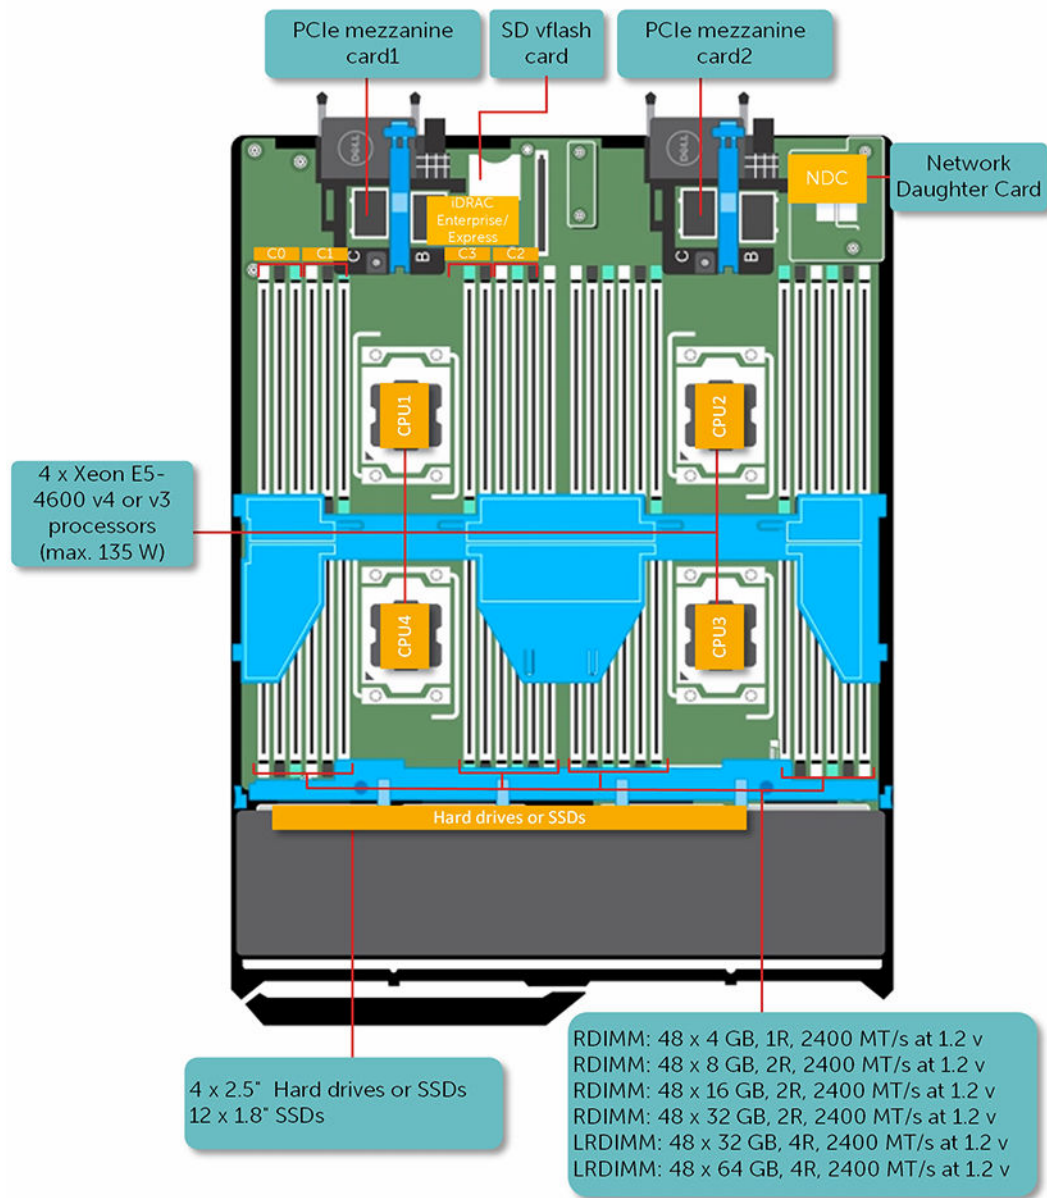 PCIe mezzanine
card1
SD vflash
card
PCIe mezzanine
card2
DELL
DELL
NDC
Network
Daughter Card
iDRAC
Enterprise/
Express
C0
C1
C
B
C3
C2
C
B
CPU1
CPU2
4 x Xeon E5-
4600 v4 or v3
processors
(max. 135 W)
CPU4
CPU3
Hard drives or SSDs
4 x 2.5" Hard drives or SSDs
12 x 1.8" SSDs
RDIMM: 48 x 4 GB, 1R, 2400 MT/s at 1.2 v
RDIMM: 48 x 8 GB, 2R, 2400 MT/s at 1.2 v
RDIMM: 48 x 16 GB, 2R, 2400 MT/s at 1.2 v
RDIMM: 48 x 32 GB, 2R, 2400 MT/s at 1.2 v
LRDIMM: 48 x 32 GB, 4R, 2400 MT/s at 1.2 v
LRDIMM: 48 x 64 GB, 4R, 2400 MT/s at 1.2 v